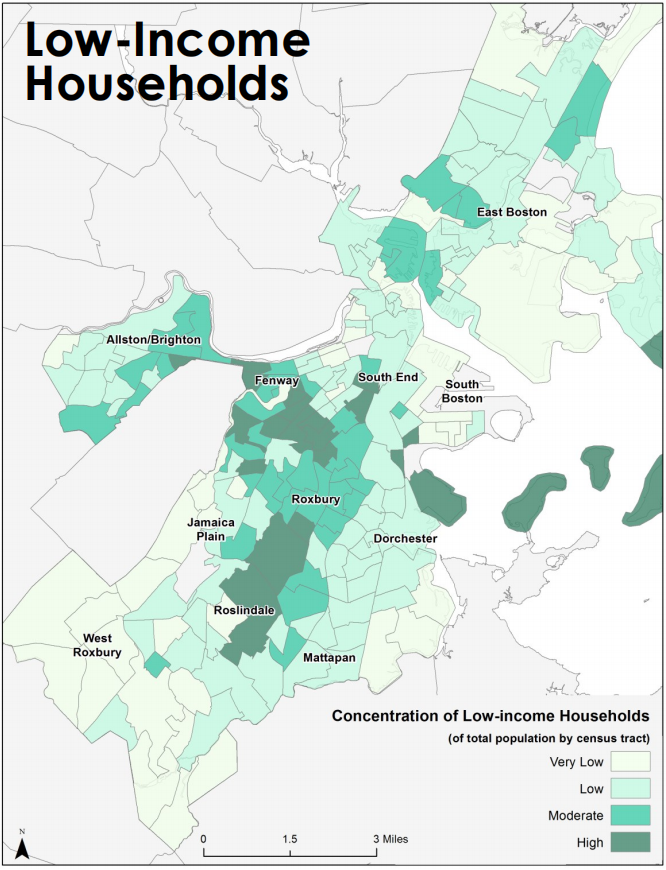 Low-Income
Households
East Boston
Allston/Brighton
Fenway
South End
South
Boston
Roxbury
Jamaica
Plain
Dorchester
Roslindale
West
Roxbury
Mattapan
Concentration of Low-income Households
(of total population by census tract)
Very Low
Low
Moderate
High
N
0 1.5 3 Miles